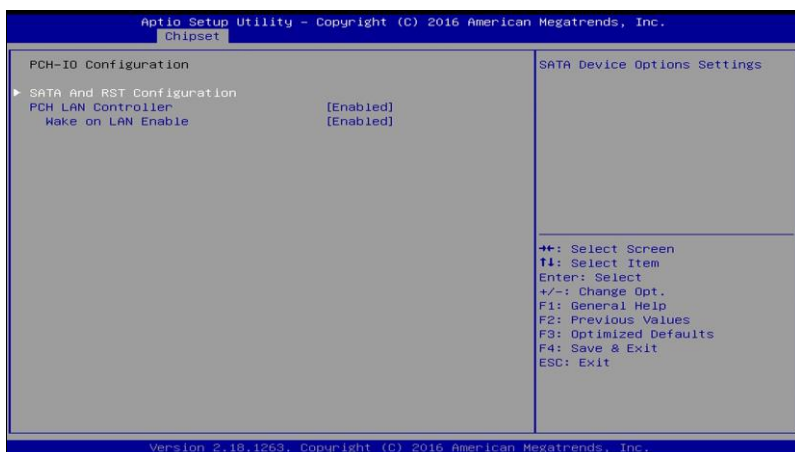 Aptio Setup Utility – Copyright (C) 2016 American Megatrends, Inc.
Chipset
PCH-IO Configuration
SATA And RST Configuration
PCH LAN Controller [Enabled]
Wake on LAN Enable [Enabled]
SATA Device Options Settings
→←: Select Screen
↑↓: Select Item
Enter: Select
+/-: Change Opt.
F1: General Help
F2: Previous Values
F3: Optimized Defaults
F4: Save & Exit
ESC: Exit
Version 2.18.1263. Copyright (C) 2016 American Megatrends, Inc.